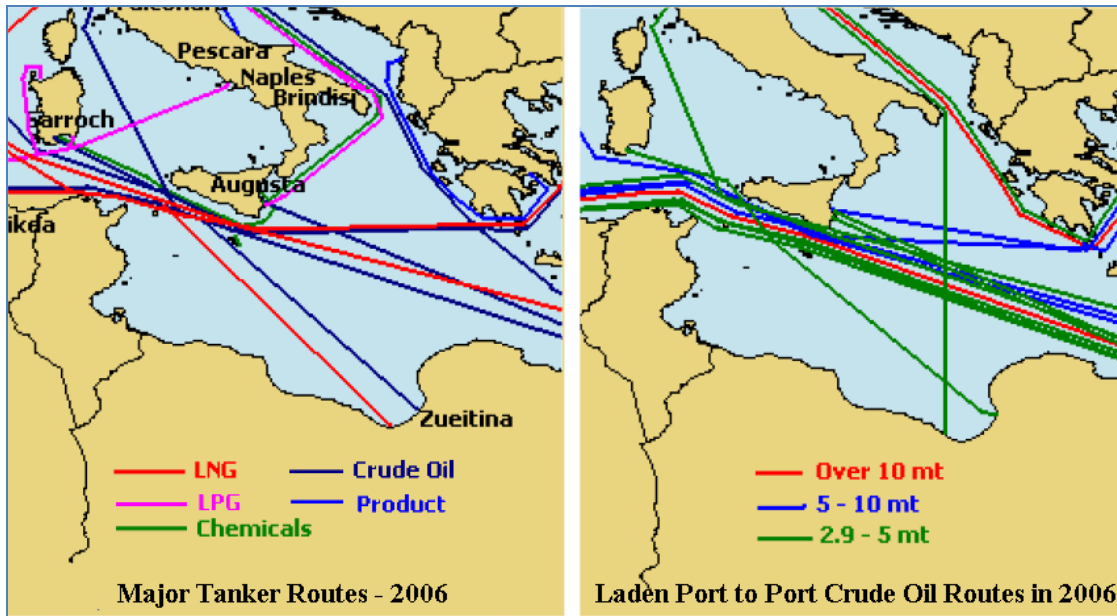 Pescara
Naples
Brindisi
Sarroch
Augusta
ikda
Zueitina
LNG
Crude Oil
LPG
Product
Chemicals
Major Tanker Routes - 2006
Over 10 mt
5 - 10 mt
2.9 - 5 mt
Laden Port to Port Crude Oil Routes in 2006